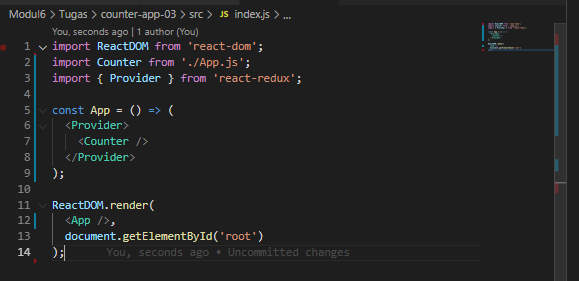 Modul6 > Tugas > counter-app-03 > src > JS index.js > ...
You, seconds ago | 1 author (You)
1 import ReactDOM from 'react-dom';
2 import Counter from './App.js';
3 import { Provider } from 'react-redux';
4
5 const App = () => (
6   <Provider>
7     <Counter />
8   </Provider>
9 );
10
11 ReactDOM.render(
12   <App />,
13   document.getElementById('root')
14 ); You, seconds ago • Uncommitted changes